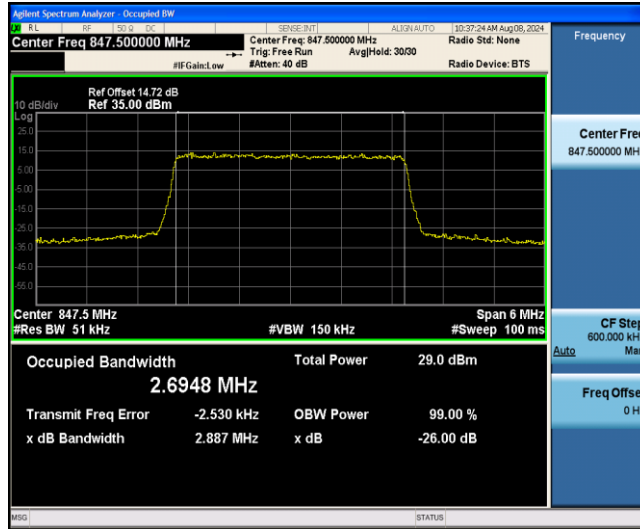 Agilent Spectrum Analyzer - Occupied BW
RL RF 50 Ω DC SENSE:INT ALIGN AUTO 10:37:24 AM Aug 08, 2024
Center Freq 847.500000 MHz
Center Freq: 847.500000 MHz
Radio Std: None
Trig: Free Run Avg|Hold: 30/30
#IFGain:Low #Atten: 40 dB Radio Device: BTS
Ref Offset 14.72 dB
10 dB/div Ref 35.00 dBm
Log
25.0
15.0
5.00
-5.00
-15.0
-25.0
-35.0
-45.0
-55.0
Center 847.5 MHz Span 6 MHz
#Res BW 51 kHz #VBW 150 kHz #Sweep 100 ms
Occupied Bandwidth Total Power 29.0 dBm
2.6948 MHz
Transmit Freq Error -2.530 kHz OBW Power 99.00 %
x dB Bandwidth 2.887 MHz x dB -26.00 dB
MSG STATUS
Frequency
Center Fre
847.500000 MH
CF Step
600.000 kH
Auto Ma
Freq Offse
0 H